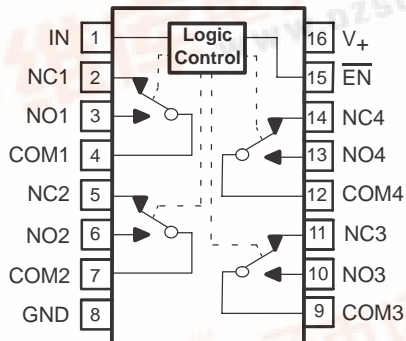 IN 1
NC1 2
NO1 3
COM1 4
NC2 5
NO2 6
COM2 7
GND 8
Logic
Control
16 V+
15 EN
14 NC4
13 NO4
12 COM4
11 NC3
10 NO3
9 COM3